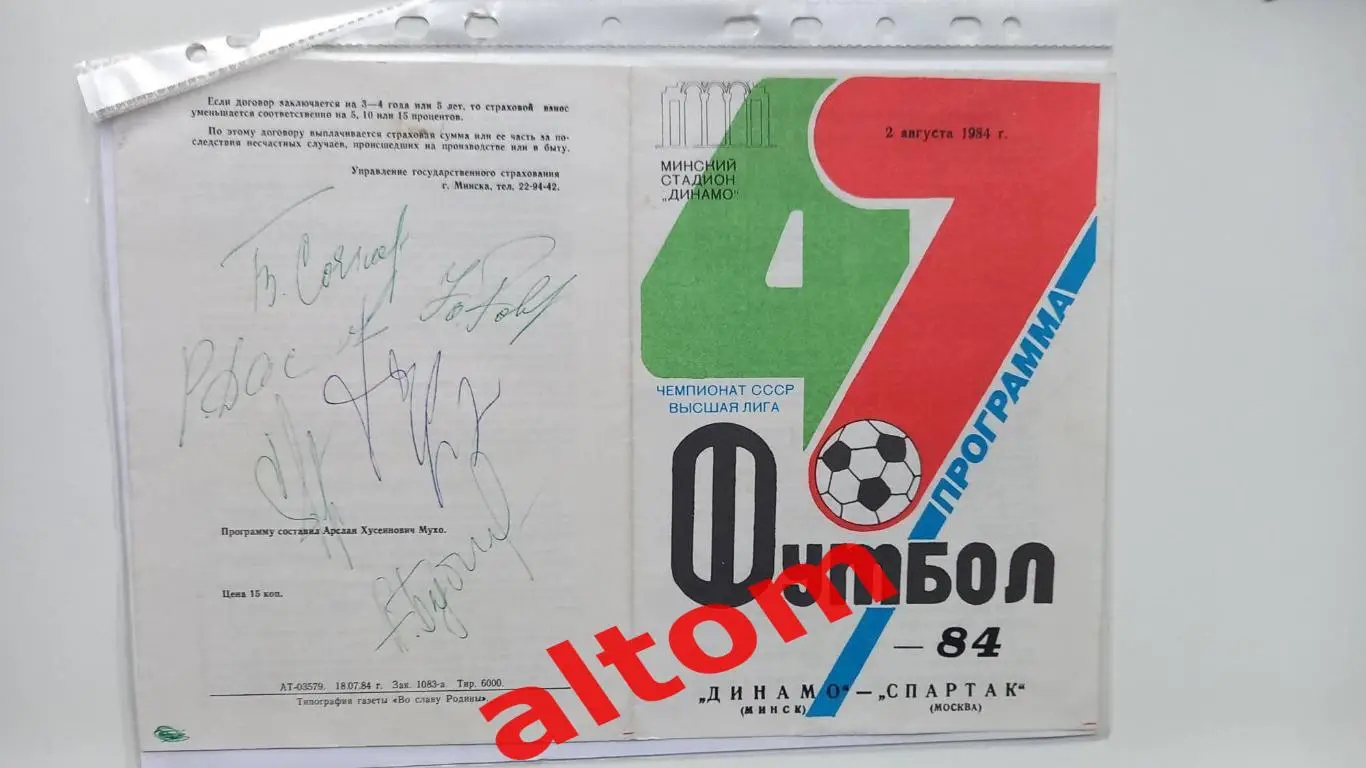 Если договор заключается на 3—4 года или 5 лет, то страховой взнос
уменьшается соответственно на 5, 10 или 15 процентов.
По этому договору выплачивается страховая сумма или ее часть за по-
следствия несчастных случаев, происшедших на производстве или в быту.
Управление государственного страхования
г. Минска, тел. 22-94-42.
Программу составил Арслан Хусеинович Мухо.
Цена 15 коп.
АТ-03579. 18.07.84 г. Зак. 1083-а. Тир. 6000.
Типография газеты «Во славу Родины».
47
2 августа 1984 г.
МИНСКИЙ
СТАДИОН
„ДИНАМО"
ЧЕМПИОНАТ СССР
ВЫСШАЯ ЛИГА
ПРОГРАММА
ФУТБОЛ
— 84
„ДИНАМО" — „СПАРТАК"
(МИНСК) (МОСКВА)
altom